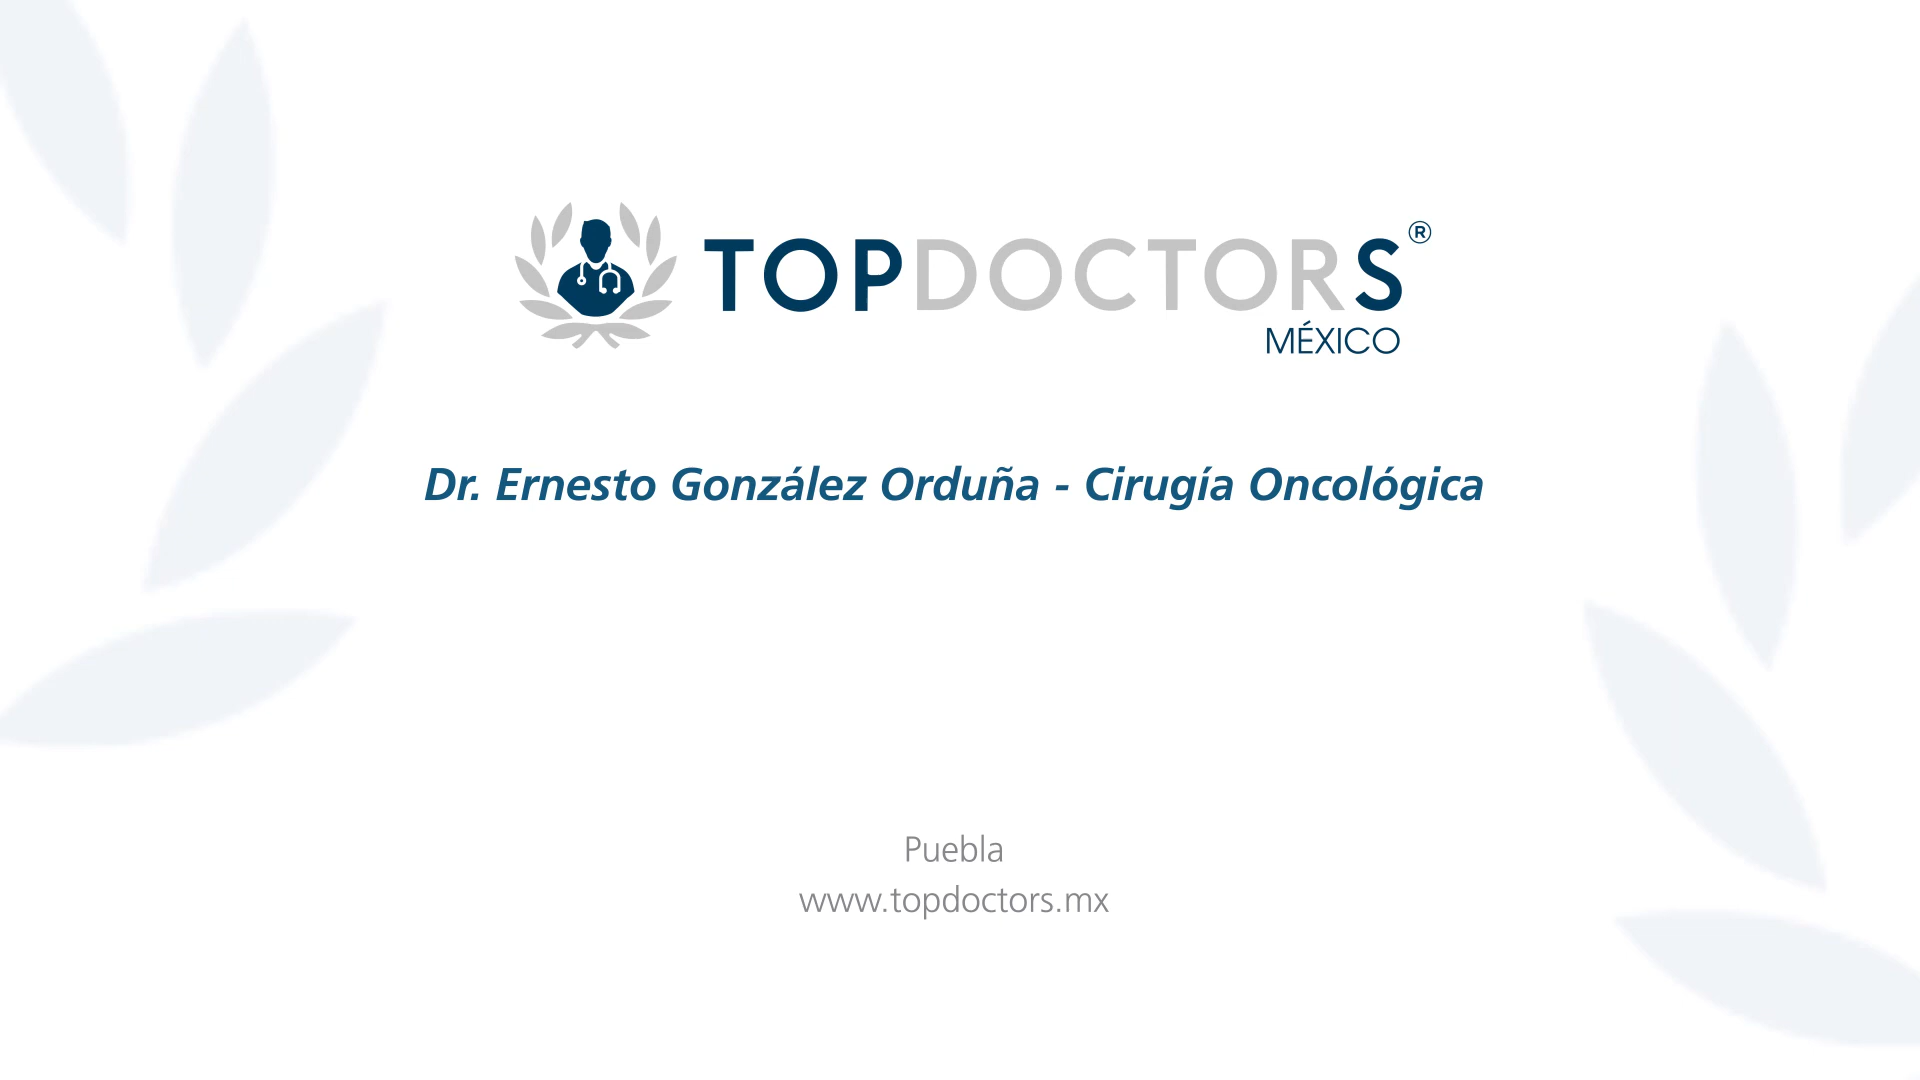 TOPDOCTORS®
MÉXICO
Dr. Ernesto González Orduña - Cirugía Oncológica
Puebla
www.topdoctors.mx